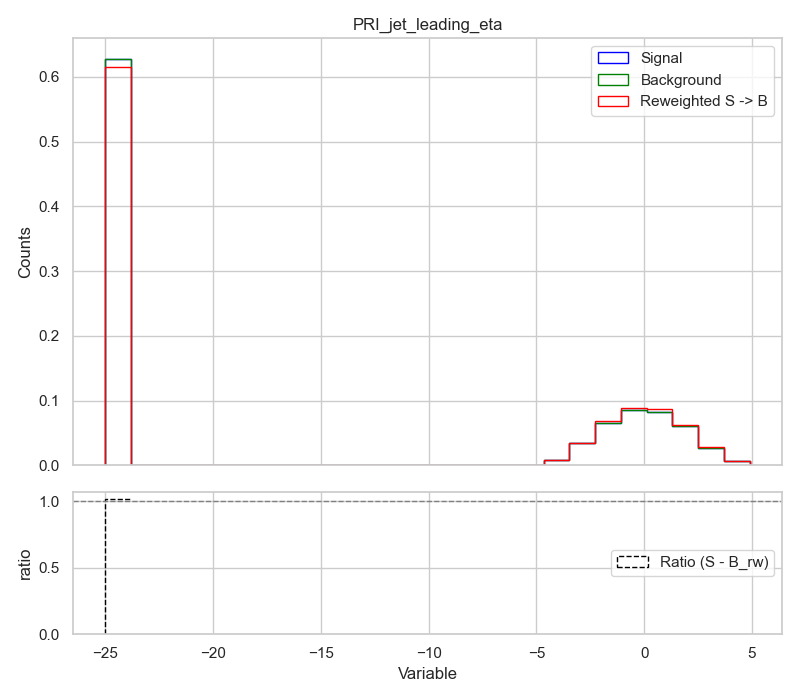 PRI_jet_leading_eta
Signal
Background
Reweighted S -> B
Counts
0.6
0.5
0.4
0.3
0.2
0.1
0.0
ratio
1.0
0.5
0.0
Ratio (S - B_rw)
−25 −20 −15 −10 −5 0 5
Variable